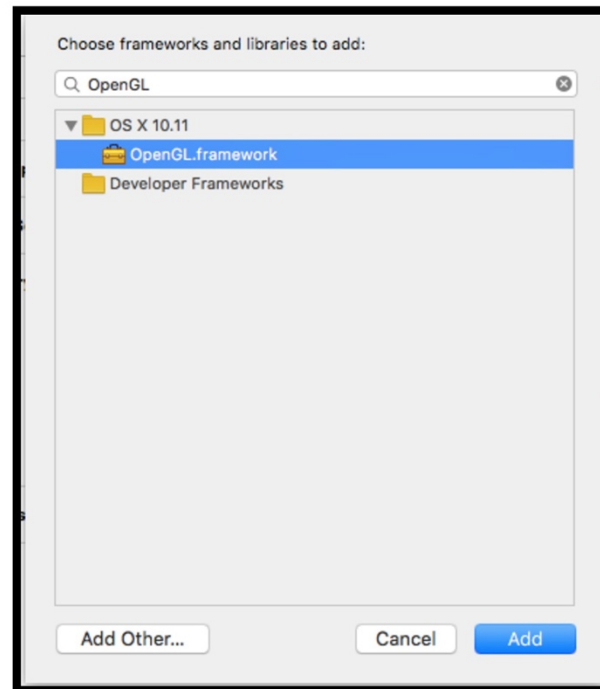 Choose frameworks and libraries to add:
OpenGL
OS X 10.11
OpenGL.framework
Developer Frameworks
Add Other...
Cancel
Add